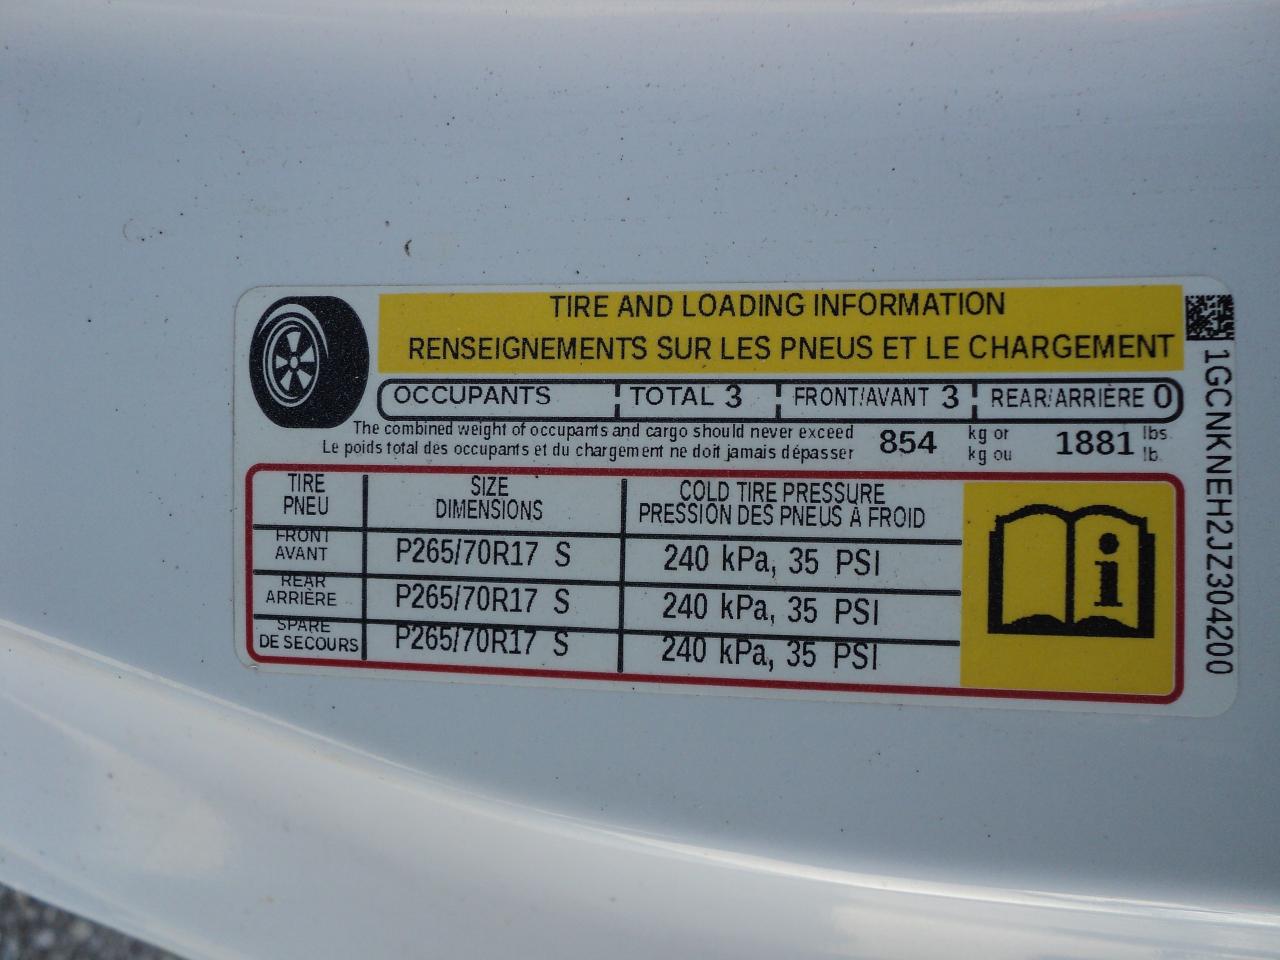 TIRE AND LOADING INFORMATION
RENSEIGNEMENTS SUR LES PNEUS ET LE CHARGEMENT
OCCUPANTS TOTAL 3 FRONT/AVANT 3 REAR/ARRIÈRE 0
The combined weight of occupants and cargo should never exceed 854 kg or 1881 lbs.
Le poids total des occupants et du chargement ne doit jamais dépasser kg ou lb.
TIRE SIZE COLD TIRE PRESSURE
PNEU DIMENSIONS PRESSION DES PNEUS À FROID
FRONT
AVANT P265/70R17 S 240 kPa, 35 PSI
REAR
ARRIÈRE P265/70R17 S 240 kPa, 35 PSI
SPARE
DE SECOURS P265/70R17 S 240 kPa, 35 PSI
i
1GCNKNEH2JZ304200